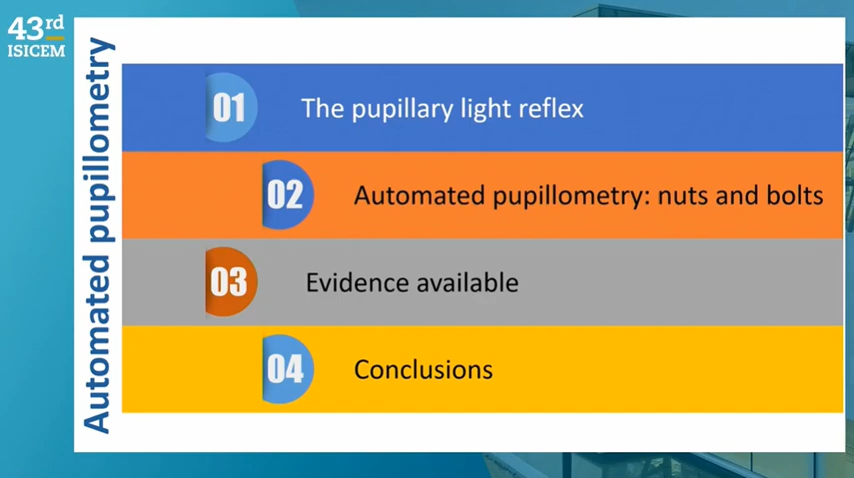 43rd
ISICEM
Automated pupillometry
01
The pupillary light reflex
02
Automated pupillometry: nuts and bolts
03
Evidence available
04
Conclusions